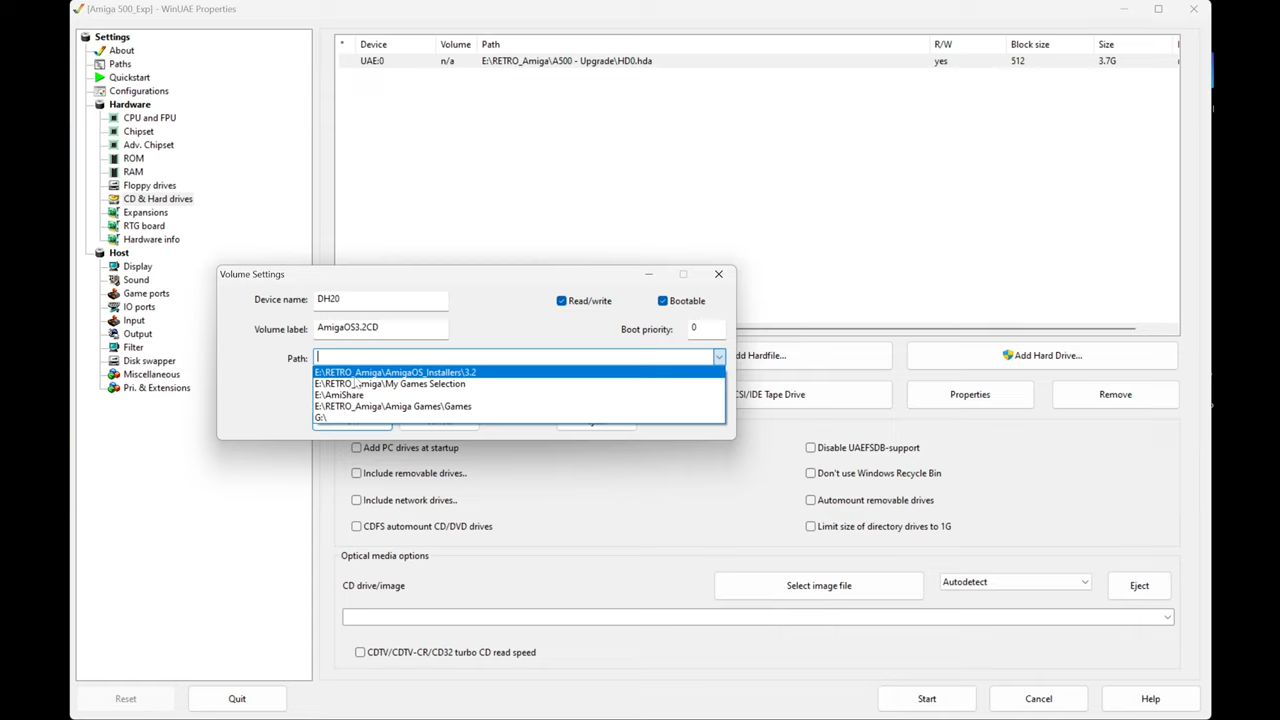 [Amiga 500_Exp] - WinUAE Properties
Settings
About
Paths
Quickstart
Configurations
Hardware
CPU and FPU
Chipset
Adv. Chipset
ROM
RAM
Floppy drives
CD & Hard drives
Expansions
RTG board
Hardware info
Host
Display
Sound
Game ports
IO ports
Input
Output
Filter
Disk swapper
Miscellaneous
Pri. & Extensions
* Device Volume Path R/W Block size Size
UAE:0 n/a E:\RETRO_Amiga\A500 - Upgrade\HD0.hda yes 512 3.7G
Volume Settings
Device name: DH20 Read/write Bootable
Volume label: AmigaOS3.2CD Boot priority: 0
Path:
E:\RETRO_Amiga\AmigaOS_Installers\3.2
E:\RETRO_Amiga\My Games Selection
E:\AmiShare
E:\RETRO_Amiga\Amiga Games\Games
G:\
dd Hardfile... Add Hard Drive...
CSI/IDE Tape Drive Properties Remove
Add PC drives at startup Disable UAEFSDB-support
Include removable drives.. Don't use Windows Recycle Bin
Include network drives.. Automount removable drives
CDFS automount CD/DVD drives Limit size of directory drives to 1G
Optical media options
CD drive/image Select image file Autodetect Eject
CDTV/CDTV-CR/CD32 turbo CD read speed
Reset Quit Start Cancel Help